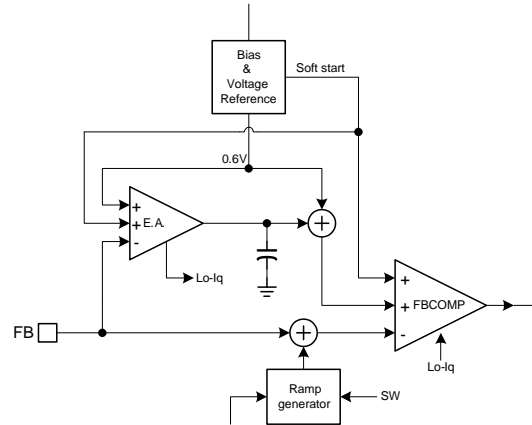 Bias
&
Voltage
Reference
Soft start
0.6V
+
+
-
E.A.
+
Lo-Iq
+
+
-
FBCOMP
FB
+
Lo-Iq
Ramp
generator
SW